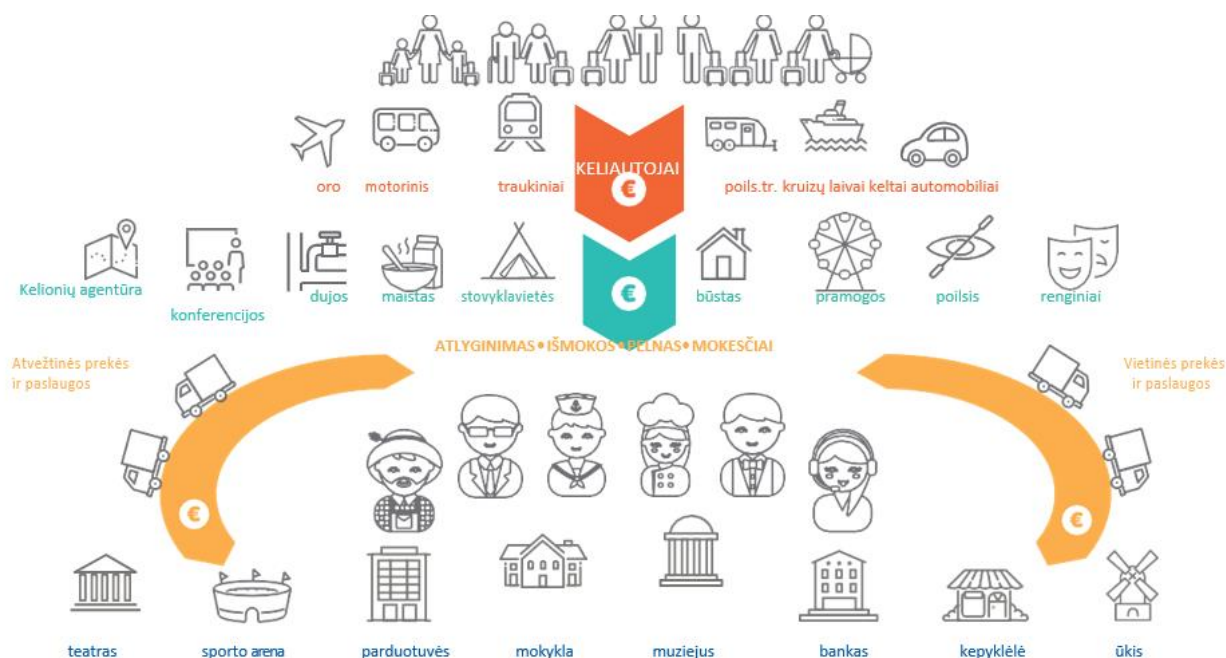 KELIAUTOJAI
€
oro motorinis traukiniai poils.tr. kruizų laivai keltai automobiliai
€
Kelionių agentūra
konferencijos
dujos
maistas
stovyklavietės
būstas
pramogos
poilsis
renginiai
ATLYGINIMAS•IŠMOKOS•PELNAS•MOKESČIAI
Atvežtinės prekės
ir paslaugos
Vietinės prekės
ir paslaugos
€
€
teatras sporto arena parduotuvės mokykla muziejus bankas kepyklėlė ūkis